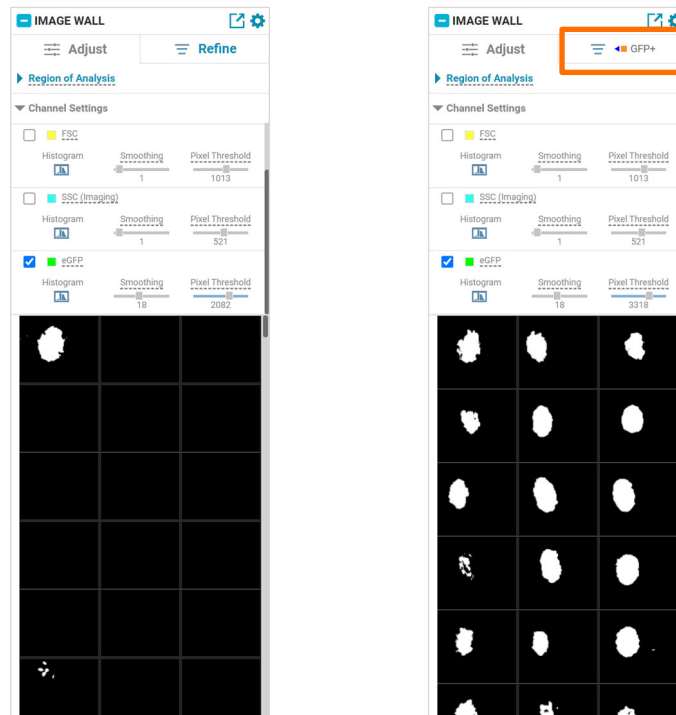 IMAGE WALL
Adjust
Refine
Region of Analysis
Channel Settings
FSC
Histogram Smoothing Pixel Threshold
1 1013
SSC (Imaging)
Histogram Smoothing Pixel Threshold
1 521
eGFP
Histogram Smoothing Pixel Threshold
18 2082
IMAGE WALL
Adjust
GFP+
Region of Analysis
Channel Settings
FSC
Histogram Smoothing Pixel Threshold
1 1013
SSC (Imaging)
Histogram Smoothing Pixel Threshold
1 521
eGFP
Histogram Smoothing Pixel Threshold
18 3318